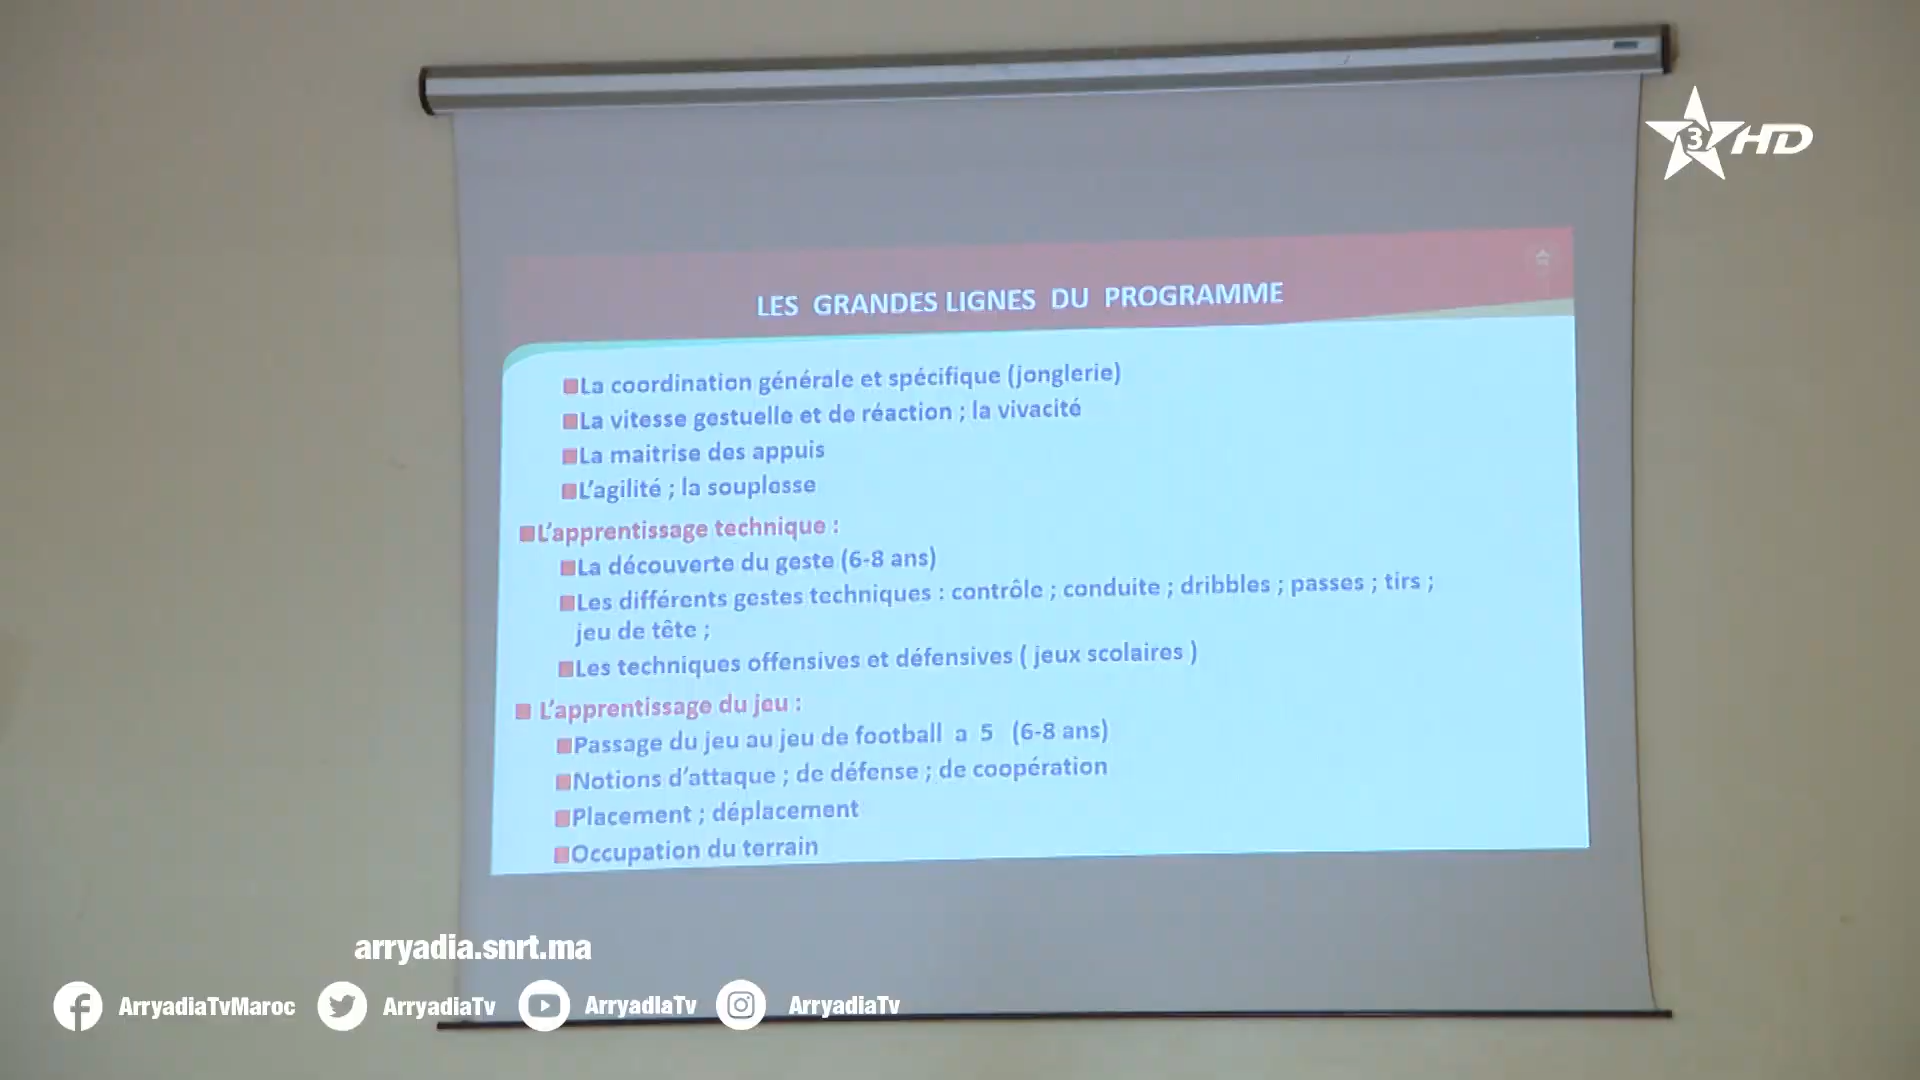 3 HD
LES GRANDES LIGNES DU PROGRAMME
La coordination générale et spécifique (jonglerie)
La vitesse gestuelle et de réaction ; la vivacité
La maitrise des appuis
L'agilité ; la souplesse
L'apprentissage technique :
La découverte du geste (6-8 ans)
Les différents gestes techniques : contrôle ; conduite ; dribbles ; passes ; tirs ;
jeu de tête ;
Les techniques offensives et défensives ( jeux scolaires )
L'apprentissage du jeu :
Passage du jeu au jeu de football a 5 (6-8 ans)
Notions d'attaque ; de défense ; de coopération
Placement ; déplacement
Occupation du terrain
arryadia.snrt.ma
ArryadiaTvMaroc ArryadiaTv ArryadiaTv ArryadiaTv